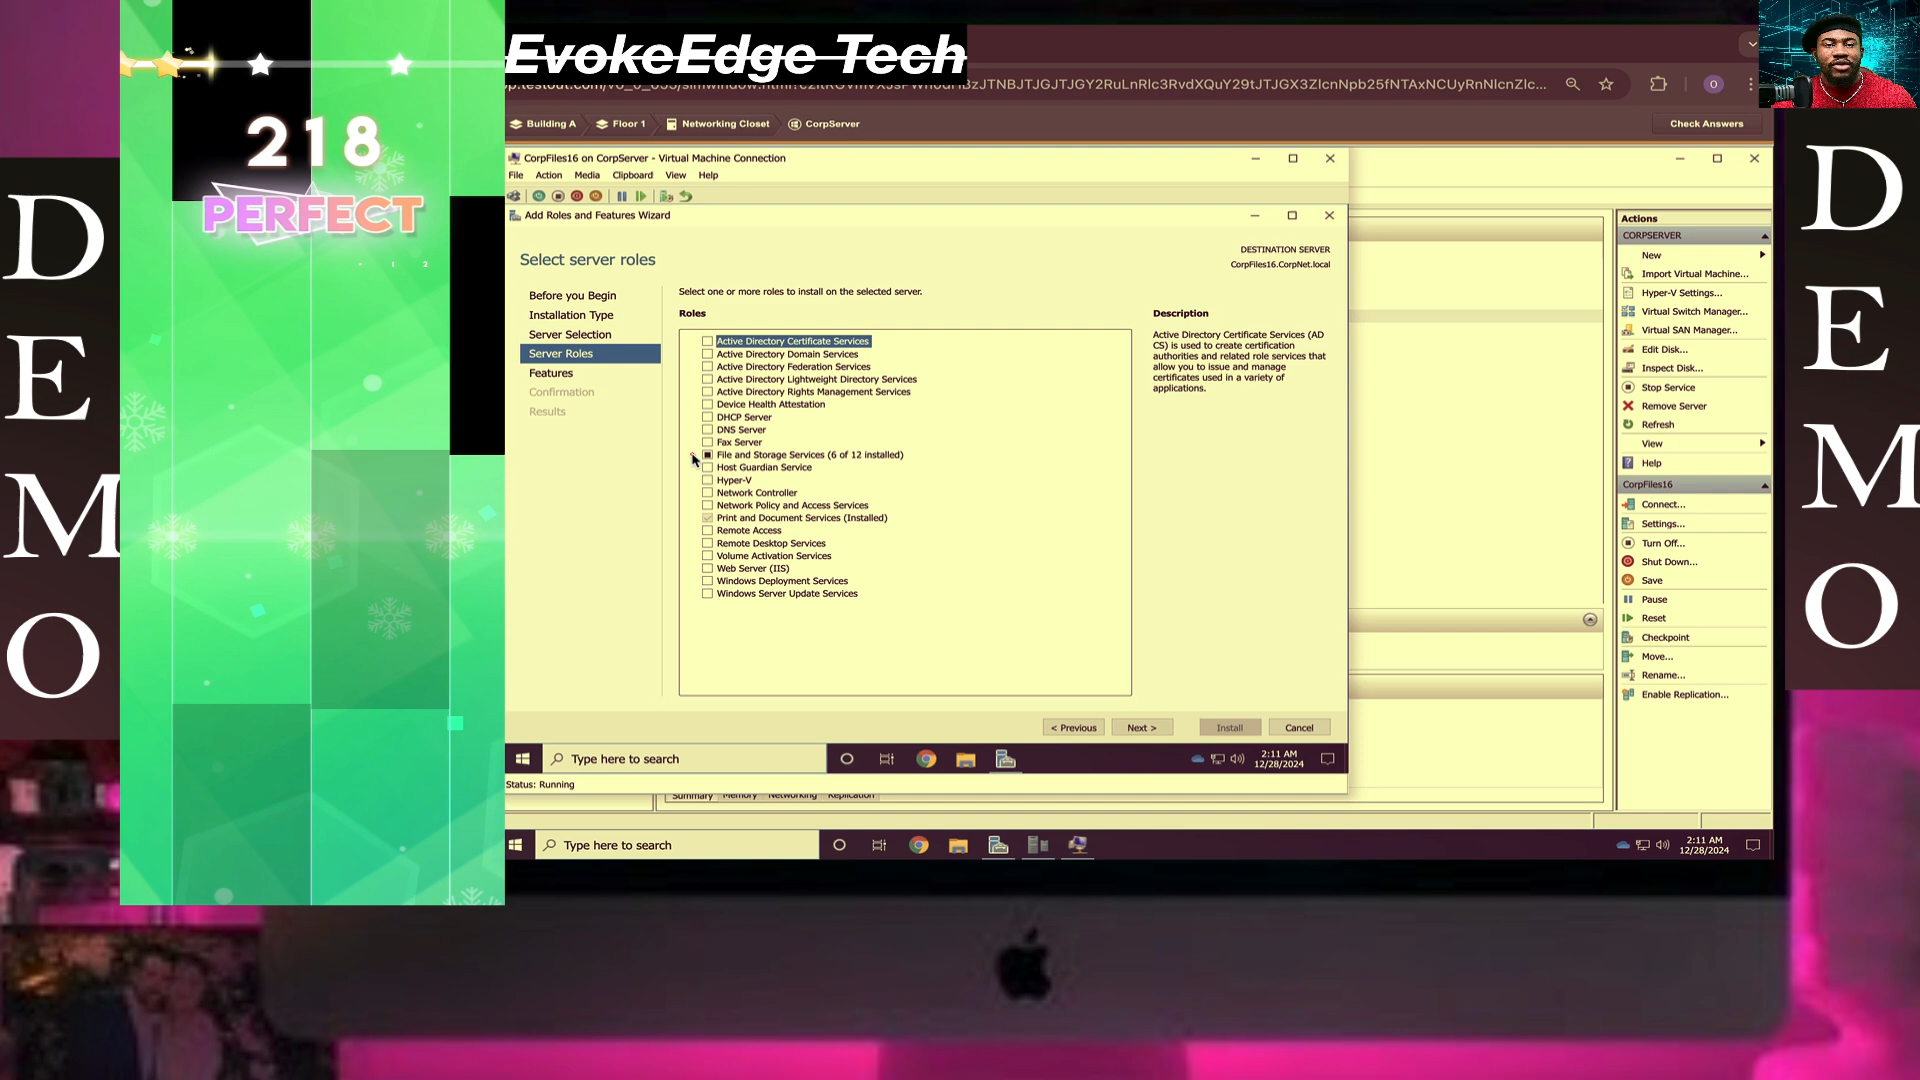 EvokeEdge Tech
218
PERFECT
1 2
D
E
M
O
Building A
Floor 1
Networking Closet
CorpServer
Check Answers
CorpFiles16 on CorpServer - Virtual Machine Connection
File Action Media Clipboard View Help
Add Roles and Features Wizard
Select server roles
DESTINATION SERVER
CorpFiles16.CorpNet.local
Before you Begin
Installation Type
Server Selection
Server Roles
Features
Confirmation
Results
Select one or more roles to install on the selected server.
Roles
Active Directory Certificate Services
Active Directory Domain Services
Active Directory Federation Services
Active Directory Lightweight Directory Services
Active Directory Rights Management Services
Device Health Attestation
DHCP Server
DNS Server
Fax Server
File and Storage Services (6 of 12 installed)
Host Guardian Service
Hyper-V
Network Controller
Network Policy and Access Services
Print and Document Services (Installed)
Remote Access
Remote Desktop Services
Volume Activation Services
Web Server (IIS)
Windows Deployment Services
Windows Server Update Services
Description
Active Directory Certificate Services (AD
CS) is used to create certification
authorities and related role services that
allow you to issue and manage
certificates used in a variety of
applications.
< Previous
Next >
Install
Cancel
Type here to search
2:11 AM
12/28/2024
Status: Running
Summary Memory Networking Replication
Type here to search
2:11 AM
12/28/2024
Actions
CORPSERVER
New
Import Virtual Machine...
Hyper-V Settings...
Virtual Switch Manager...
Virtual SAN Manager...
Edit Disk...
Inspect Disk...
Stop Service
Remove Server
Refresh
View
Help
CorpFiles16
Connect...
Settings...
Turn Off...
Shut Down...
Save
Pause
Reset
Checkpoint
Move...
Rename...
Enable Replication...
D
E
M
O